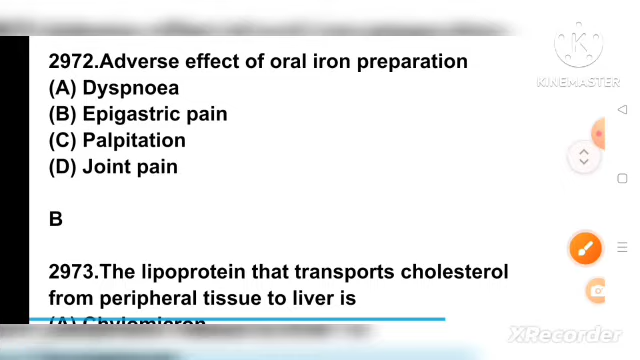 2972.Adverse effect of oral iron preparation
(A) Dyspnoea
(B) Epigastric pain
(C) Palpitation
(D) Joint pain
B
2973.The lipoprotein that transports cholesterol
from peripheral tissue to liver is
(A) Chylomicron
KINEMASTER
XRecorder